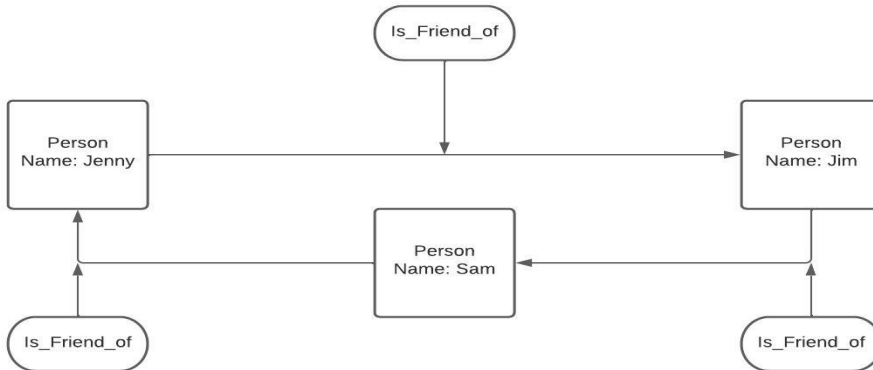 Is_Friend_of
Person
Name: Jenny
Person
Name: Jim
Person
Name: Sam
Is_Friend_of
Is_Friend_of